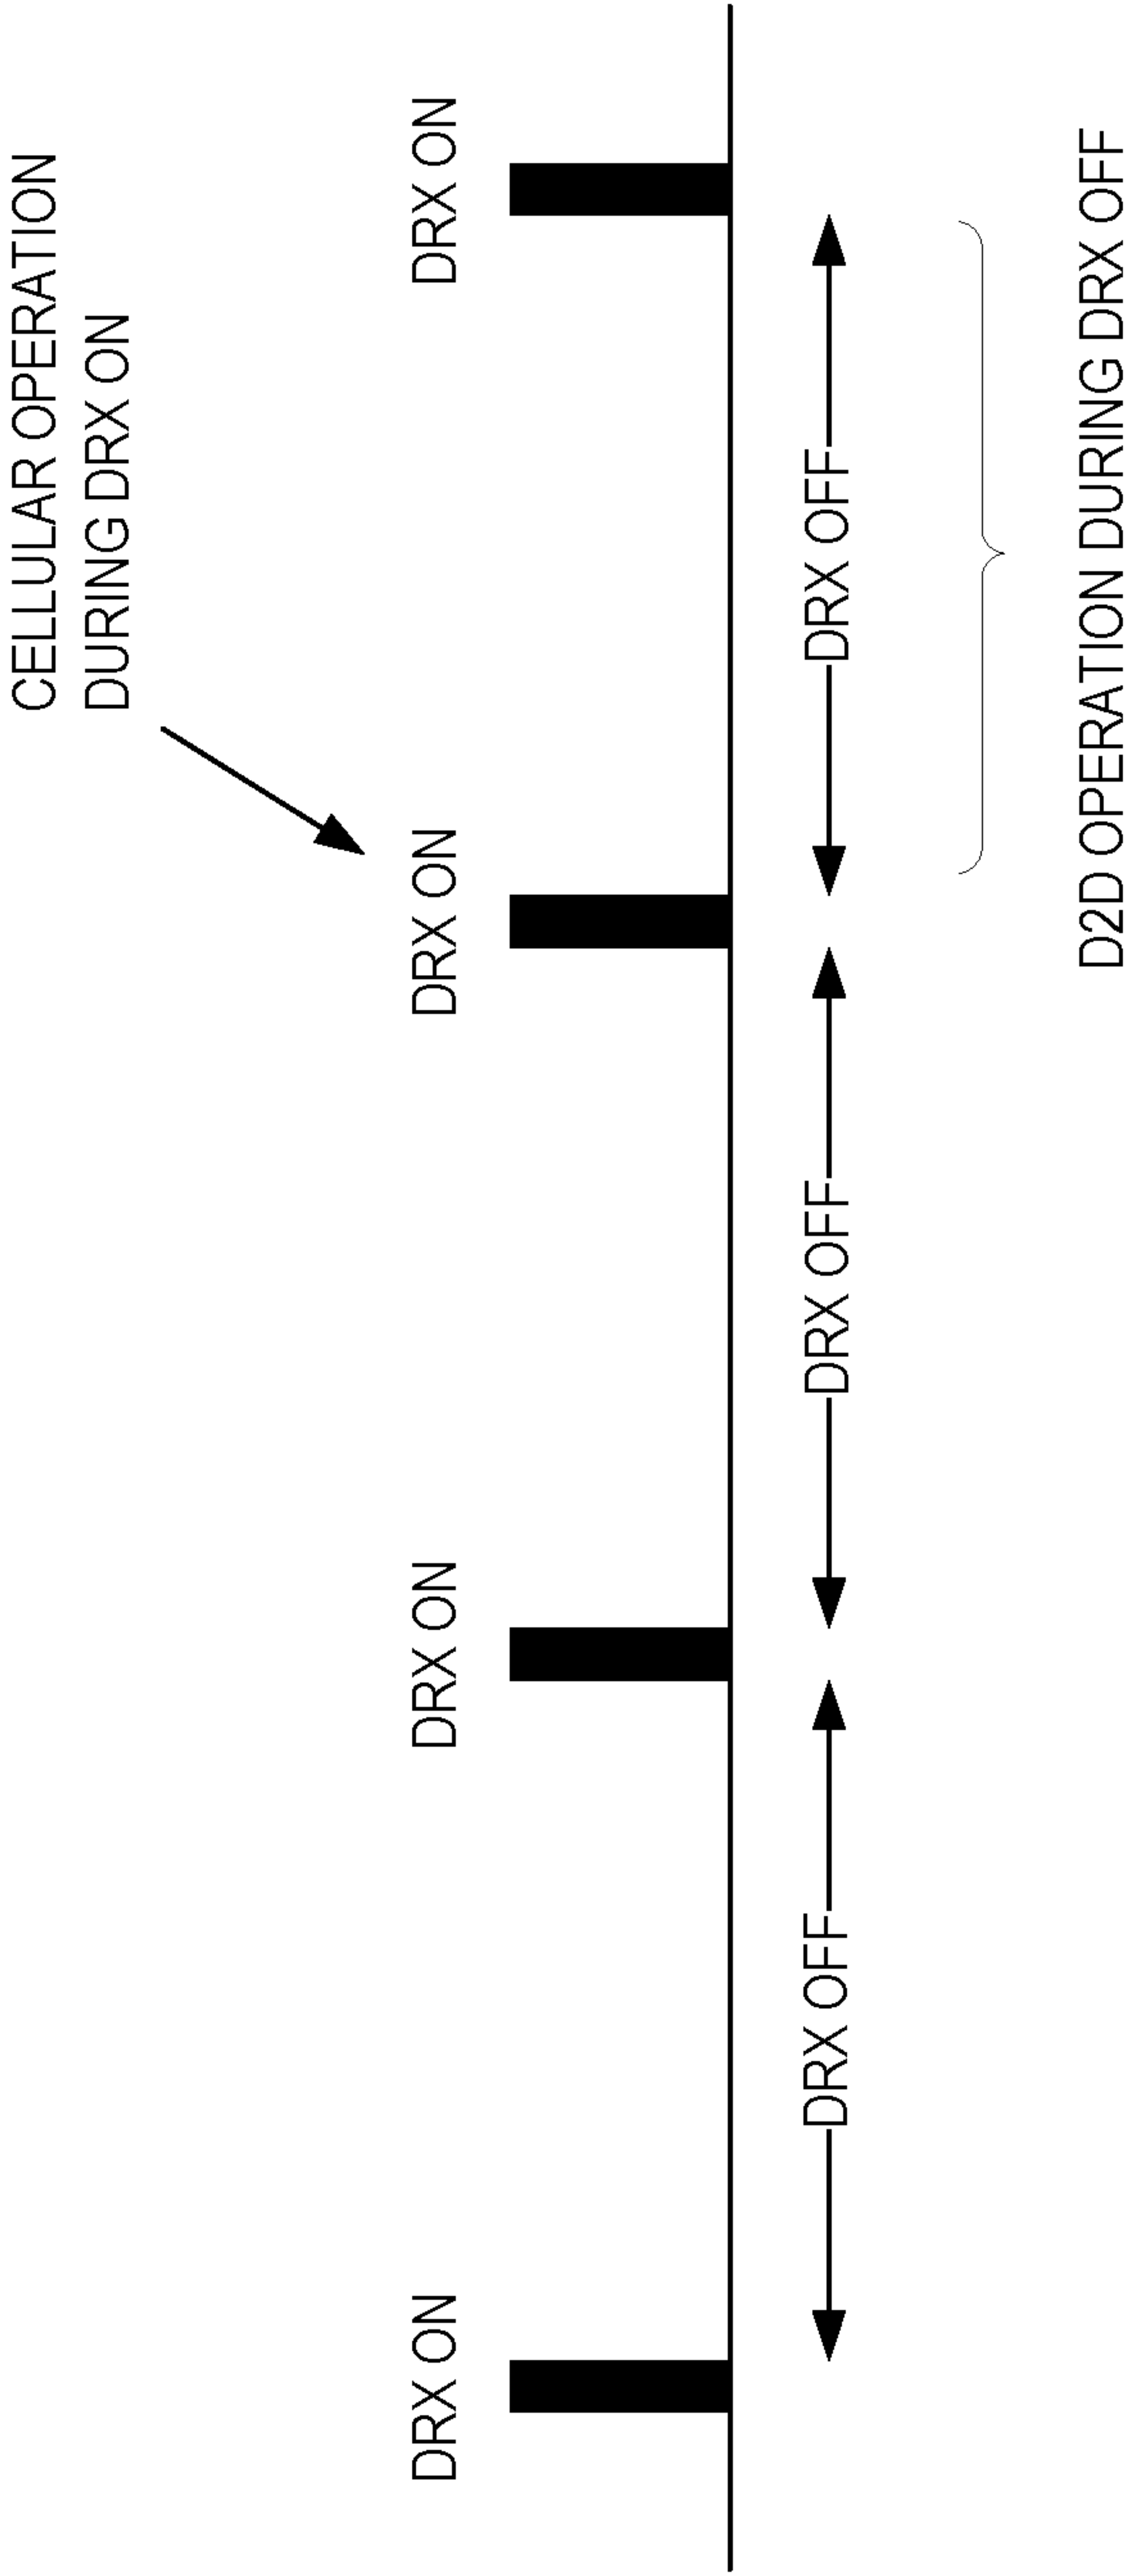 CELLULAR OPERATION
DURING DRX ON
DRX ON
DRX ON
DRX ON
DRX ON
DRX OFF
DRX OFF
DRX OFF
D2D OPERATION DURING DRX OFF